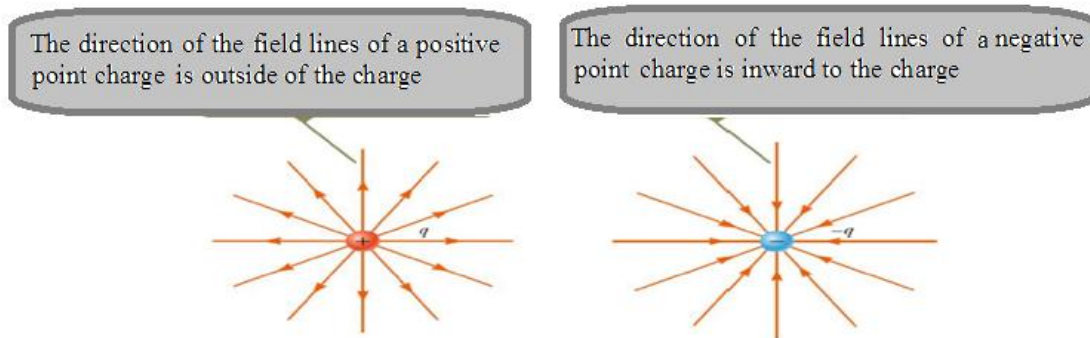 The direction of the field lines of a positive
point charge is outside of the charge
The direction of the field lines of a negative
point charge is inward to the charge
+
q
−
−q